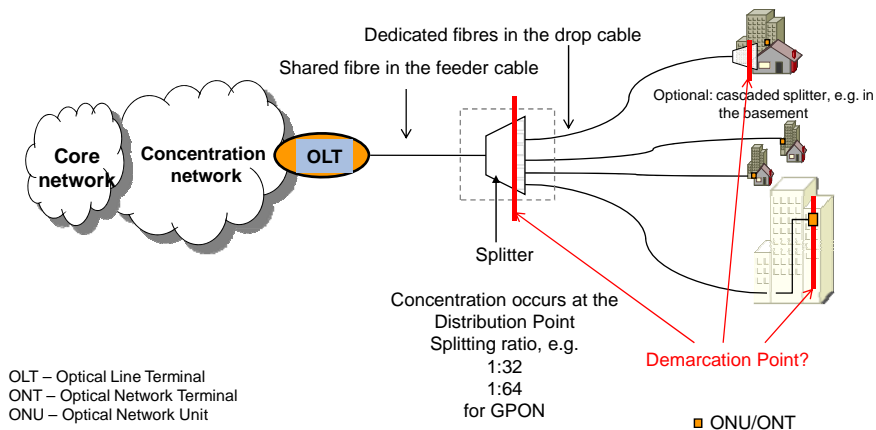 Dedicated fibres in the drop cable
Shared fibre in the feeder cable
Optional: cascaded splitter, e.g. in
the basement
Core
network
Concentration
network
OLT
Splitter
Concentration occurs at the
Distribution Point
Splitting ratio, e.g.
1:32
1:64
for GPON
Demarcation Point?
OLT – Optical Line Terminal
ONT – Optical Network Terminal
ONU – Optical Network Unit
ONU/ONT